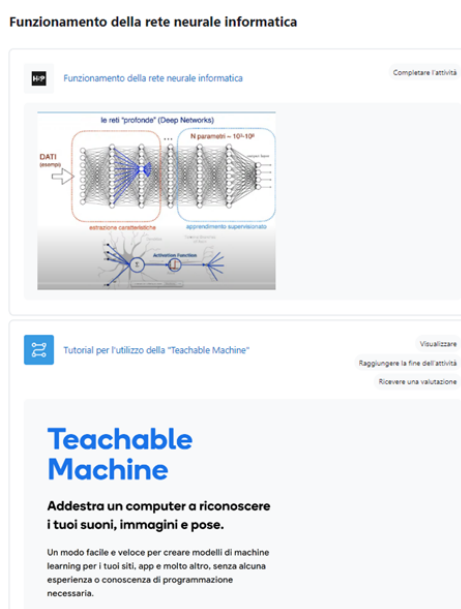 Funzionamento della rete neurale informatica
H-P
Funzionamento della rete neurale informatica
Completare l'attività
le reti "profonde" (Deep Networks)
N parametri ~ 10³-10⁸
DATI
(esempi)
estrazione caratteristiche
apprendimento supervisionato
Activation Function
Tutorial per l'utilizzo della "Teachable Machine"
Visualizzare
Raggiungere la fine dell'attività
Ricevere una valutazione
Teachable
Machine
Addestra un computer a riconoscere
i tuoi suoni, immagini e pose.
Un modo facile e veloce per creare modelli di machine
learning per i tuoi siti, app e molto altro, senza alcuna
esperienza o conoscenza di programmazione
necessaria.